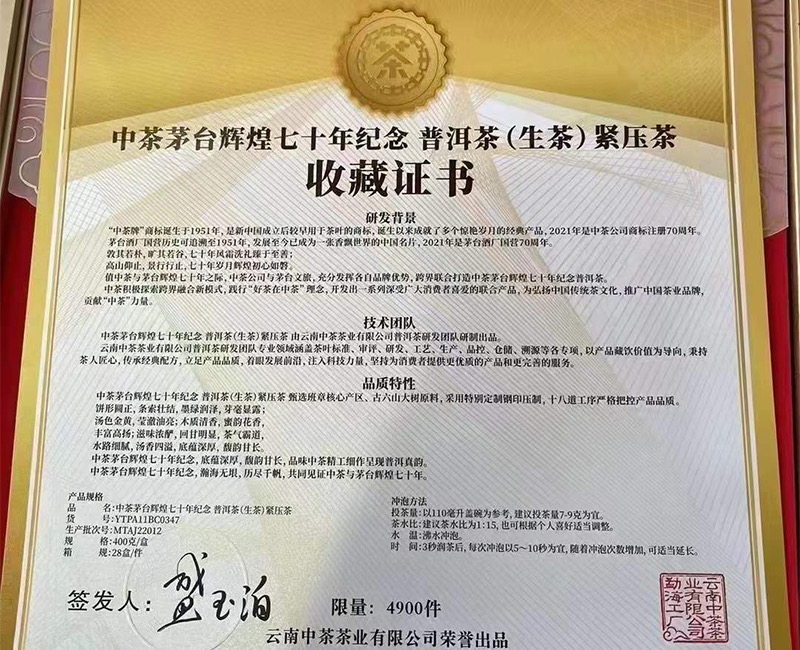 茶
中茶茅台辉煌七十年纪念 普洱茶（生茶）紧压茶
收藏证书
研发背景
“中茶牌”商标诞生于1951年，是新中国成立后较早用于茶叶的商标，诞生以来成就了多个惊艳岁月的经典产品，2021年是中茶公司商标注册70周年。
茅台酒厂国营历史可追溯至1951年，发展至今已成为一张香飘世界的中国名片，2021年是茅台酒厂国营70周年。
敦其若朴，旷其若谷，七十年风霜洗礼臻于至善；
高山仰止，景行行止，七十年岁月辉煌初心如磐。
值中茶与茅台辉煌七十年之际，中茶公司与茅台文旅，充分发挥各自品牌优势，跨界联合打造中茶茅台辉煌七十年纪念普洱茶。
中茶积极探索跨界融合新模式，践行“好茶在中茶”理念，开发出一系列深受广大消费者喜爱的联合产品，为弘扬中国传统茶文化，推广中国茶业品牌，
贡献“中茶”力量。
技术团队
中茶茅台辉煌七十年纪念 普洱茶(生茶)紧压茶 由云南中茶茶业有限公司普洱茶研发团队研制出品。
云南中茶茶业有限公司普洱茶研发团队专业领域涵盖茶叶标准、审评、研发、工艺、生产、品控、仓储、溯源等各专项，以产品藏饮价值为导向，秉持
茶人匠心，传承经典配方，立足产品品质，着眼发展前沿，注入科技力量，坚持为消费者提供更优质的产品和更完善的服务。
品质特性
中茶茅台辉煌七十年纪念 普洱茶(生茶)紧压茶 甄选班章核心产区、古六山大树原料，采用特别定制钢印压制，十八道工序严格把控产品品质。
饼形圆正，条索壮结，墨绿润泽，芽毫显露；
汤色金黄，莹澈油亮；木质清香，蜜韵花香，
丰富高扬；滋味浓酽，回甘明显，茶气霸道，
水路细腻，汤香四溢，底蕴深厚，馥韵甘长。
中茶茅台辉煌七十年纪念，底蕴深厚，馥韵甘长，品味中茶精工细作呈现普洱真韵。
中茶茅台辉煌七十年纪念，瀚海无垠，历尽千帆，共同见证中茶与茅台辉煌七十年。
产品规格
品 名:中茶茅台辉煌七十年纪念 普洱茶(生茶)紧压茶
货 号:YTPA11BC0347
生产批次号:MTAJ22012
规 格:400克/盒
箱 规:28盒/件
冲泡方法
投茶量:以110毫升盖碗为参考，建议投茶量7-9克为宜。
茶水比:建议茶水比为1:15，也可根据个人喜好适当调整。
水 温:沸水冲泡。
时 间:3秒润茶后，每次冲泡以5～10秒为宜，随着冲泡次数增加，可适当延长。
签发人：盛玉泊
限量：4900件
云南中茶茶业有限公司荣誉出品
云南中茶茶
业有限公司
勐海工厂